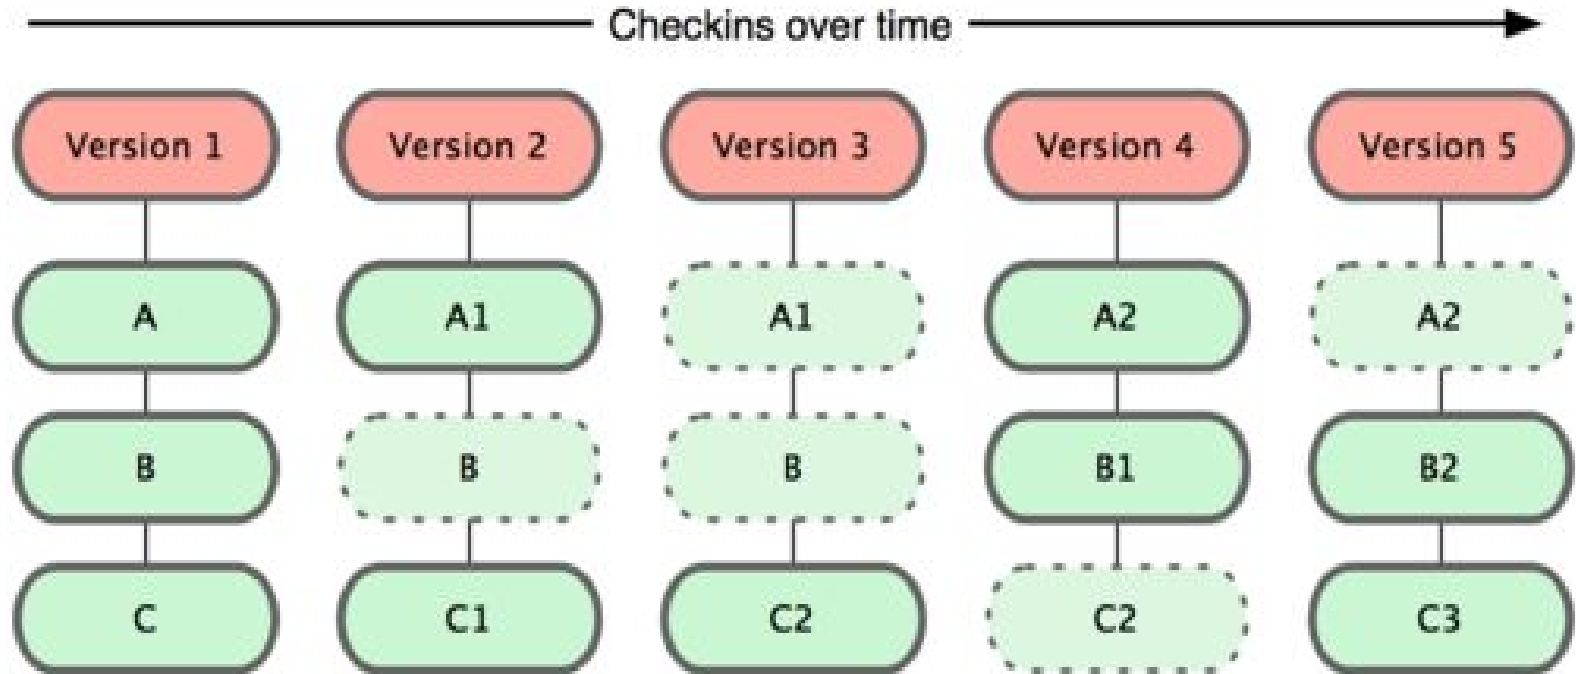 Checkins over time
Version 1 Version 2 Version 3 Version 4 Version 5
A A1 A1 A2 A2
B B B B1 B2
C C1 C2 C2 C3